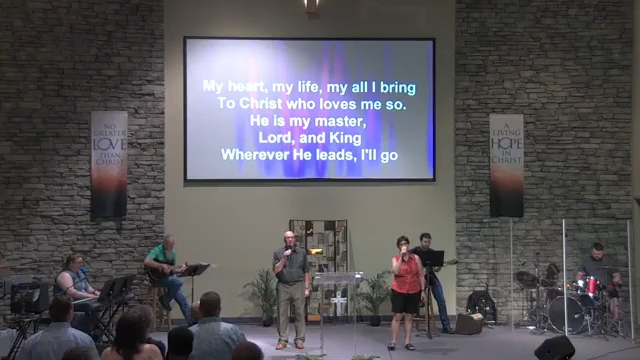 My heart, my life, my all I bring
To Christ who loves me so.
He is my master,
Lord, and King
Wherever He leads, I'll go
NO
GREATER
LOVE
THAN
CHRIST
A
LIVING
HOPE
IN
CHRIST